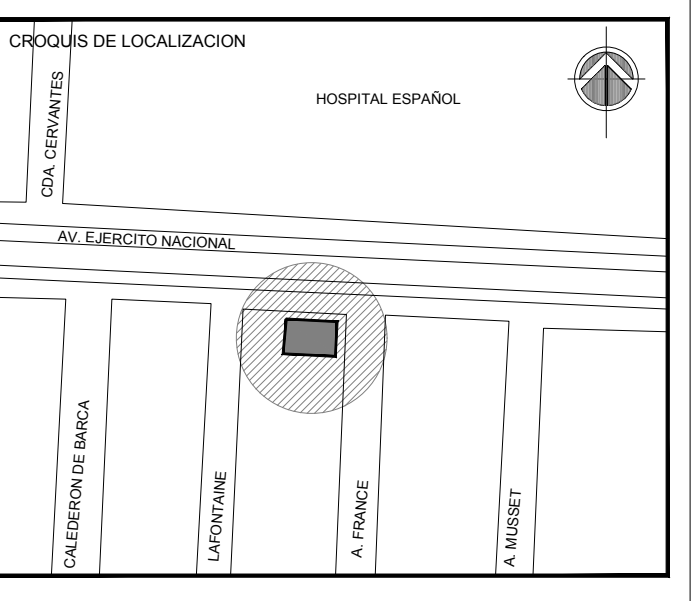 CROQUIS DE LOCALIZACION
HOSPITAL ESPAÑOL
CDA. CERVANTES
AV. EJERCITO NACIONAL
CALEDERON DE BARCA
LAFONTAINE
A. FRANCE
A. MUSSET